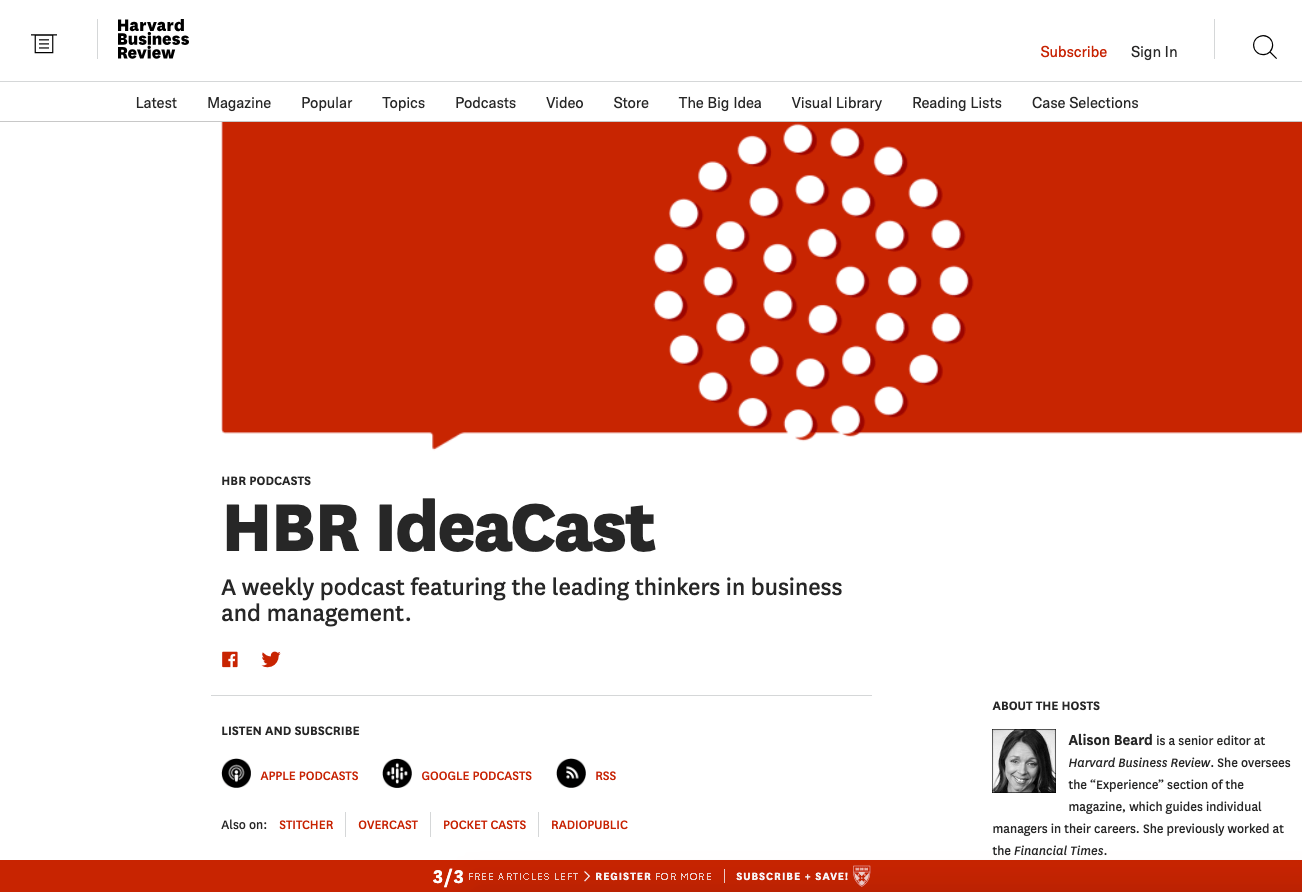 Harvard
Business
Review
Subscribe
Sign In
Latest
Magazine
Popular
Topics
Podcasts
Video
Store
The Big Idea
Visual Library
Reading Lists
Case Selections
HBR PODCASTS
HBR IdeaCast
A weekly podcast featuring the leading thinkers in business
and management.
LISTEN AND SUBSCRIBE
APPLE PODCASTS
GOOGLE PODCASTS
RSS
Also on:
STITCHER
OVERCAST
POCKET CASTS
RADIOPUBLIC
ABOUT THE HOSTS
Alison Beard is a senior editor at
Harvard Business Review. She oversees
the “Experience” section of the
magazine, which guides individual
managers in their careers. She previously worked at
the Financial Times.
3/3 FREE ARTICLES LEFT > REGISTER FOR MORE | SUBSCRIBE + SAVE!